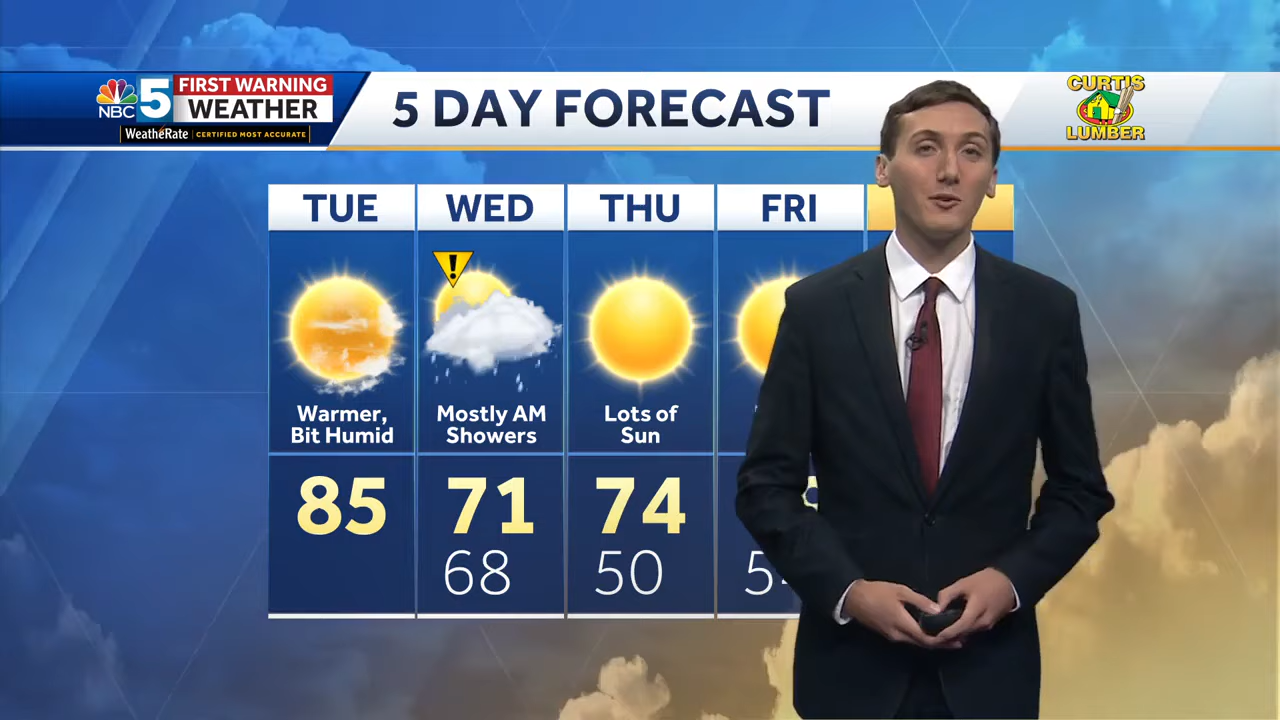 NBC 5 FIRST WARNING
WEATHER
WeatheRate CERTIFIED MOST ACCURATE
5 DAY FORECAST
CURTIS
LUMBER
TUE WED THU FRI
!
Warmer, Mostly AM Lots of
Bit Humid Showers Sun
85 71 74
68 50